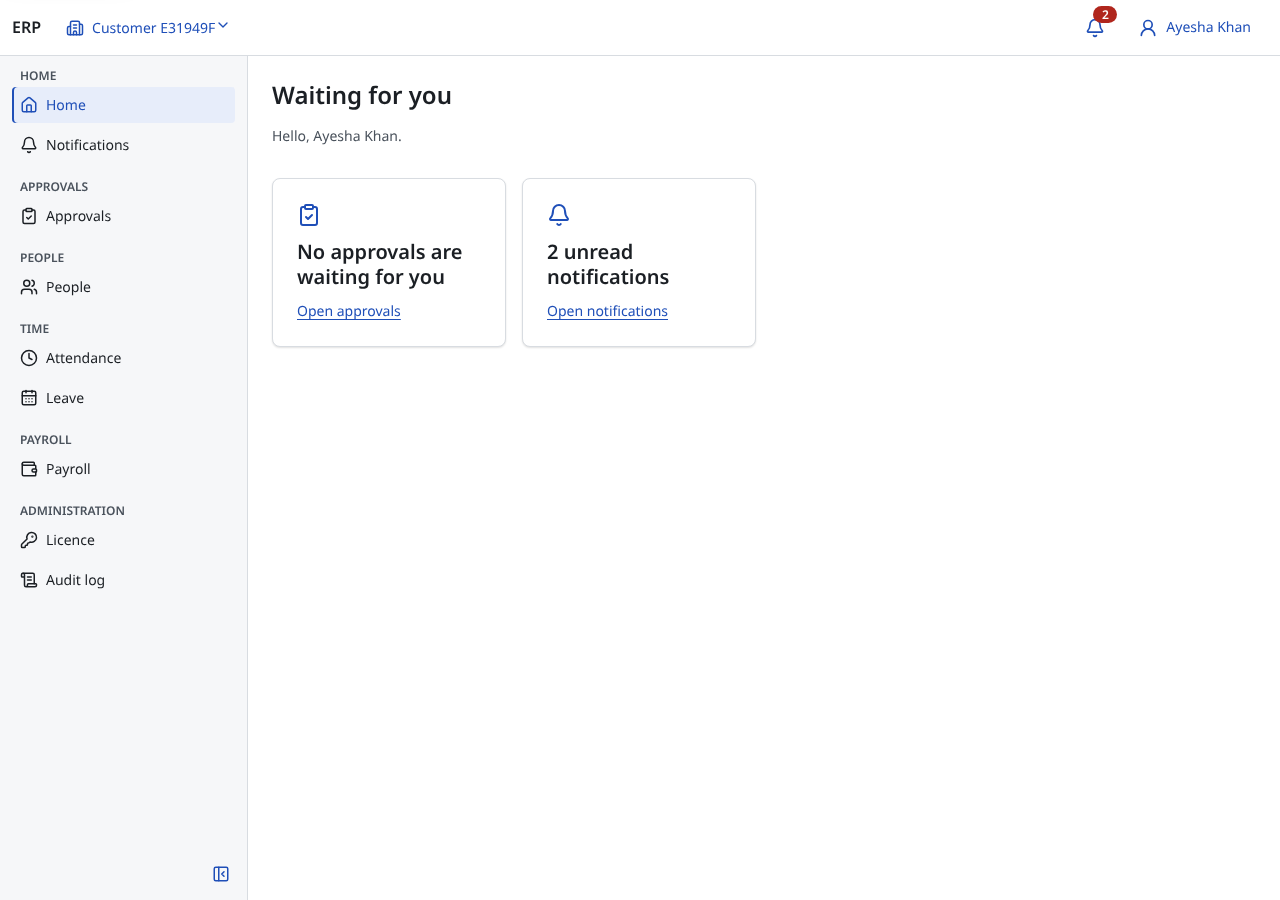 ERP
Customer E31949F
2
Ayesha Khan
HOME
Home
Notifications
APPROVALS
Approvals
PEOPLE
People
TIME
Attendance
Leave
PAYROLL
Payroll
ADMINISTRATION
Licence
Audit log
Waiting for you
Hello, Ayesha Khan.
No approvals are
waiting for you
Open approvals
2 unread
notifications
Open notifications